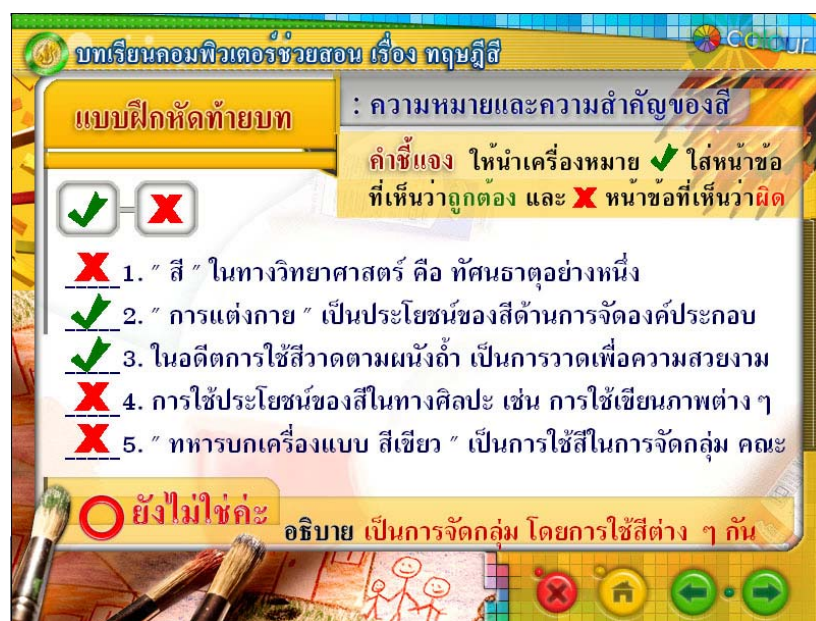 บทเรียนคอมพิวเตอร์ช่วยสอน เรื่อง ทฤษฎีสี
colour
แบบฝึกหัดท้ายบท
: ความหมายและความสำคัญของสี
คำชี้แจง ให้นำเครื่องหมาย ✔ ใส่หน้าข้อ
ที่เห็นว่าถูกต้อง และ ✘ หน้าข้อที่เห็นว่าผิด
✔-✘
✘ 1. " สี " ในทางวิทยาศาสตร์ คือ ทัศนธาตุอย่างหนึ่ง
✔ 2. " การแต่งกาย " เป็นประโยชน์ของสีด้านการจัดองค์ประกอบ
✔ 3. ในอดีตการใช้สีวาดตามผนังถ้ำ เป็นการวาดเพื่อความสวยงาม
✘ 4. การใช้ประโยชน์ของสีในทางศิลปะ เช่น การใช้เขียนภาพต่าง ๆ
✘ 5. " ทหารบกเครื่องแบบ สีเขียว " เป็นการใช้สีในการจัดกลุ่ม คณะ
ยังไม่ใช่ค่ะ
อธิบาย เป็นการจัดกลุ่ม โดยการใช้สีต่าง ๆ กัน